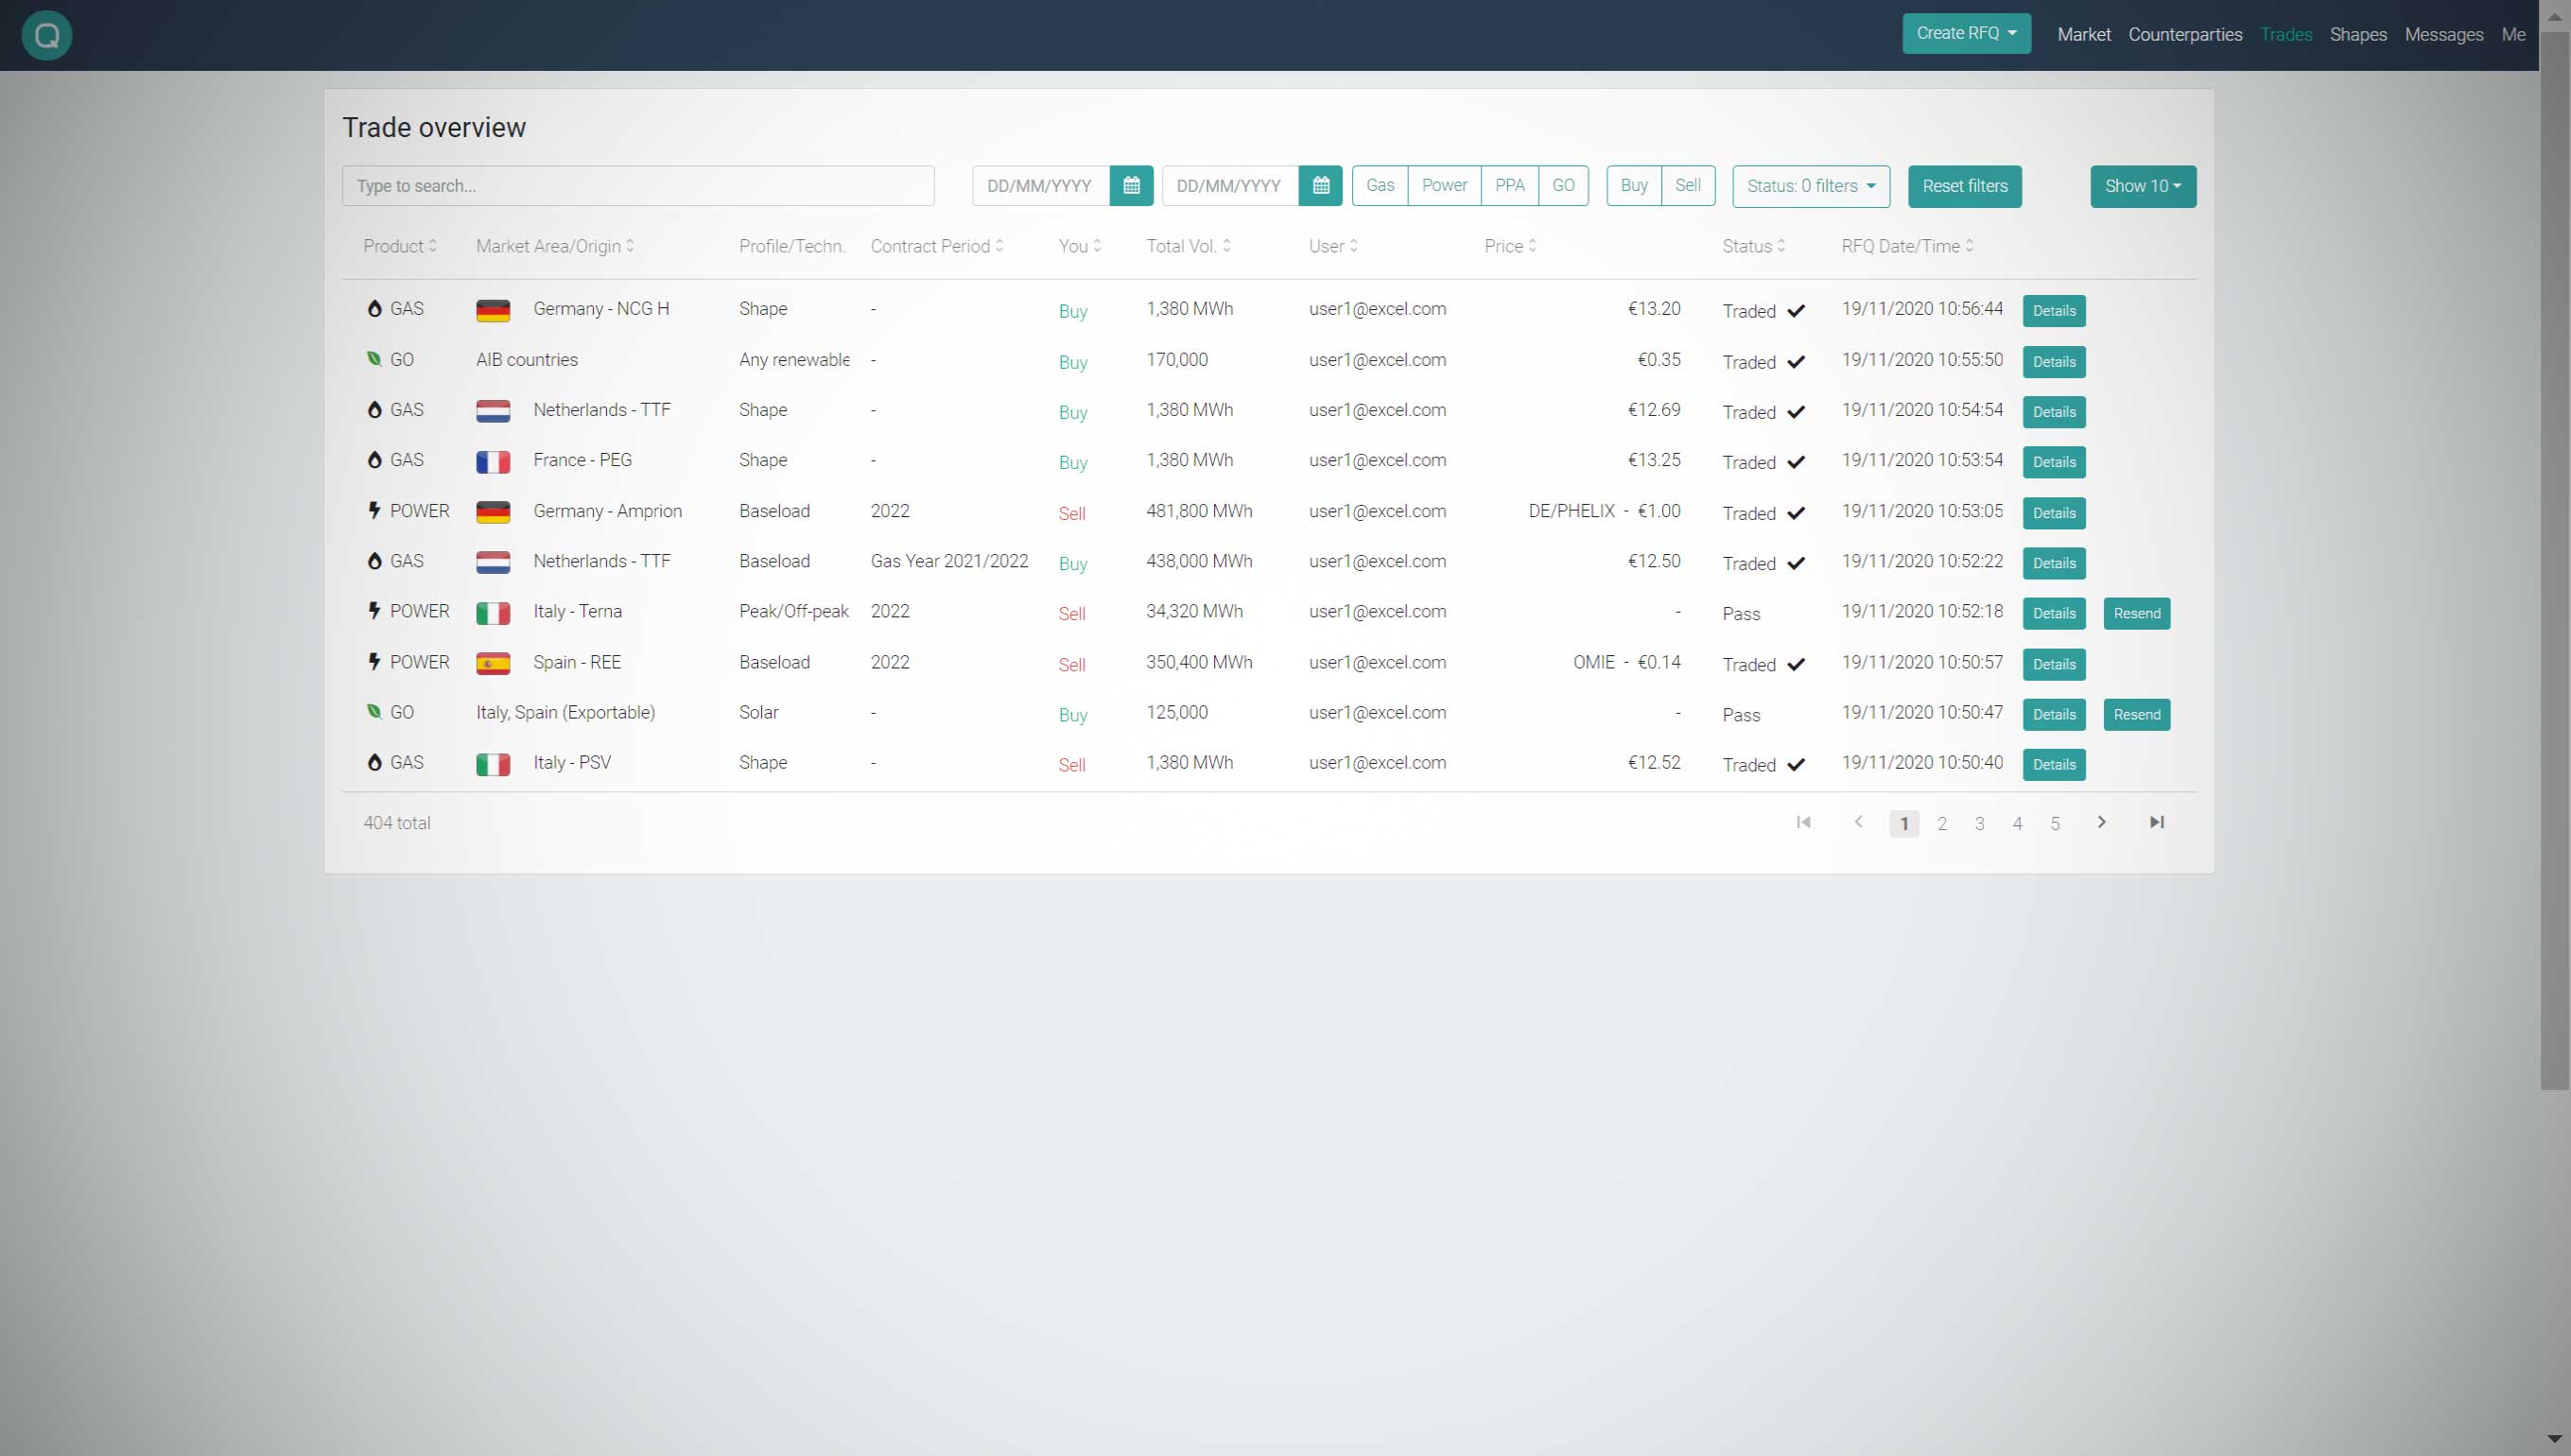 Q
Create RFQ Market Counterparties Trades Shapes Messages Me
Trade overview
Type to search... DD/MM/YYYY DD/MM/YYYY Gas Power PPA GO Buy Sell Status: 0 filters Reset filters Show 10
Product Market Area/Origin Profile/Techn. Contract Period You Total Vol. User Price Status RFQ Date/Time
GAS Germany - NCG H Shape - Buy 1,380 MWh user1@excel.com €13.20 Traded 19/11/2020 10:56:44 Details
GO AIB countries Any renewable - Buy 170,000 user1@excel.com €0.35 Traded 19/11/2020 10:55:50 Details
GAS Netherlands - TTF Shape - Buy 1,380 MWh user1@excel.com €12.69 Traded 19/11/2020 10:54:54 Details
GAS France - PEG Shape - Buy 1,380 MWh user1@excel.com €13.25 Traded 19/11/2020 10:53:54 Details
POWER Germany - Amprion Baseload 2022 Sell 481,800 MWh user1@excel.com DE/PHELIX - €1.00 Traded 19/11/2020 10:53:05 Details
GAS Netherlands - TTF Baseload Gas Year 2021/2022 Buy 438,000 MWh user1@excel.com €12.50 Traded 19/11/2020 10:52:22 Details
POWER Italy - Terna Peak/Off-peak 2022 Sell 34,320 MWh user1@excel.com - Pass 19/11/2020 10:52:18 Details Resend
POWER Spain - REE Baseload 2022 Sell 350,400 MWh user1@excel.com OMIE - €0.14 Traded 19/11/2020 10:50:57 Details
GO Italy, Spain (Exportable) Solar - Buy 125,000 user1@excel.com - Pass 19/11/2020 10:50:47 Details Resend
GAS Italy - PSV Shape - Sell 1,380 MWh user1@excel.com €12.52 Traded 19/11/2020 10:50:40 Details
404 total 1 2 3 4 5